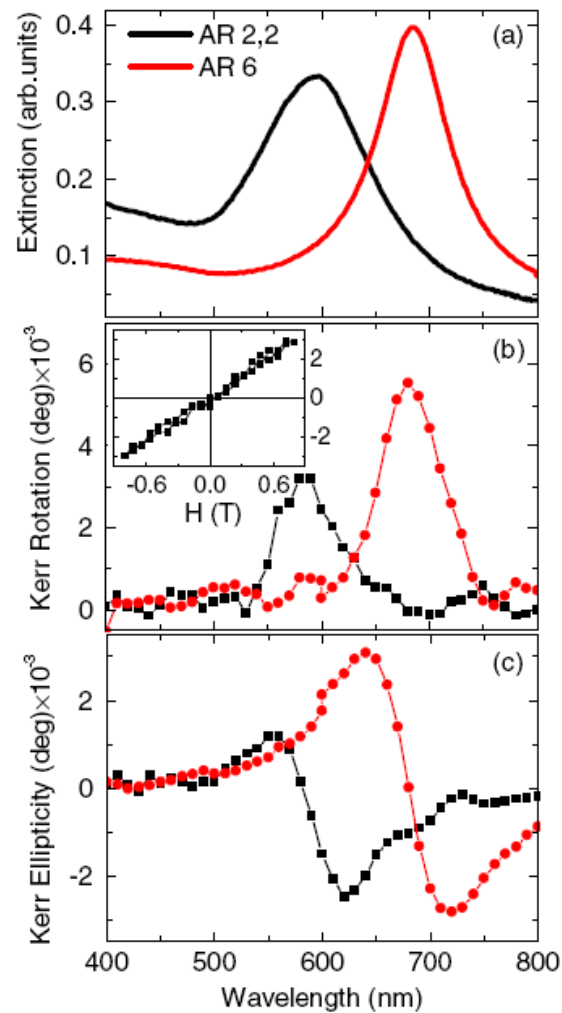 (a)
AR 2,2
AR 6
Extinction (arb.units)
0.4
0.3
0.2
0.1
(b)
Kerr Rotation (deg)×10⁻³
6
4
2
0
2
0
-2
-0.6 0.0 0.6
H (T)
(c)
Kerr Ellipticity (deg)×10⁻³
2
0
-2
400 500 600 700 800
Wavelength (nm)